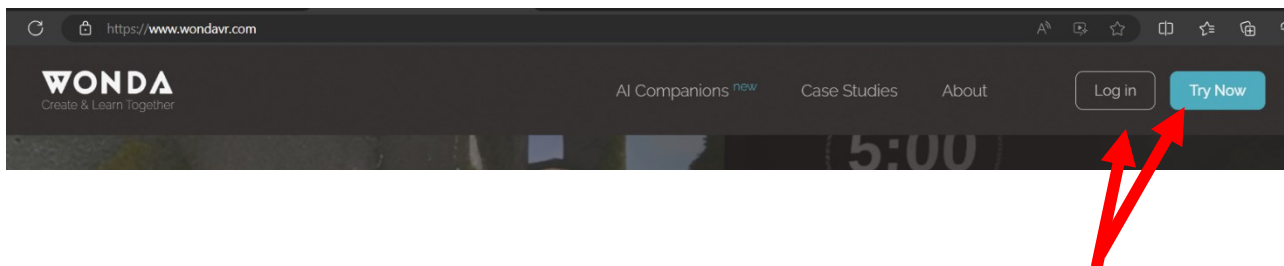 https://www.wondavr.com
WONDA
Create & Learn Together
AI Companions new
Case Studies
About
Log in
Try Now
5:00